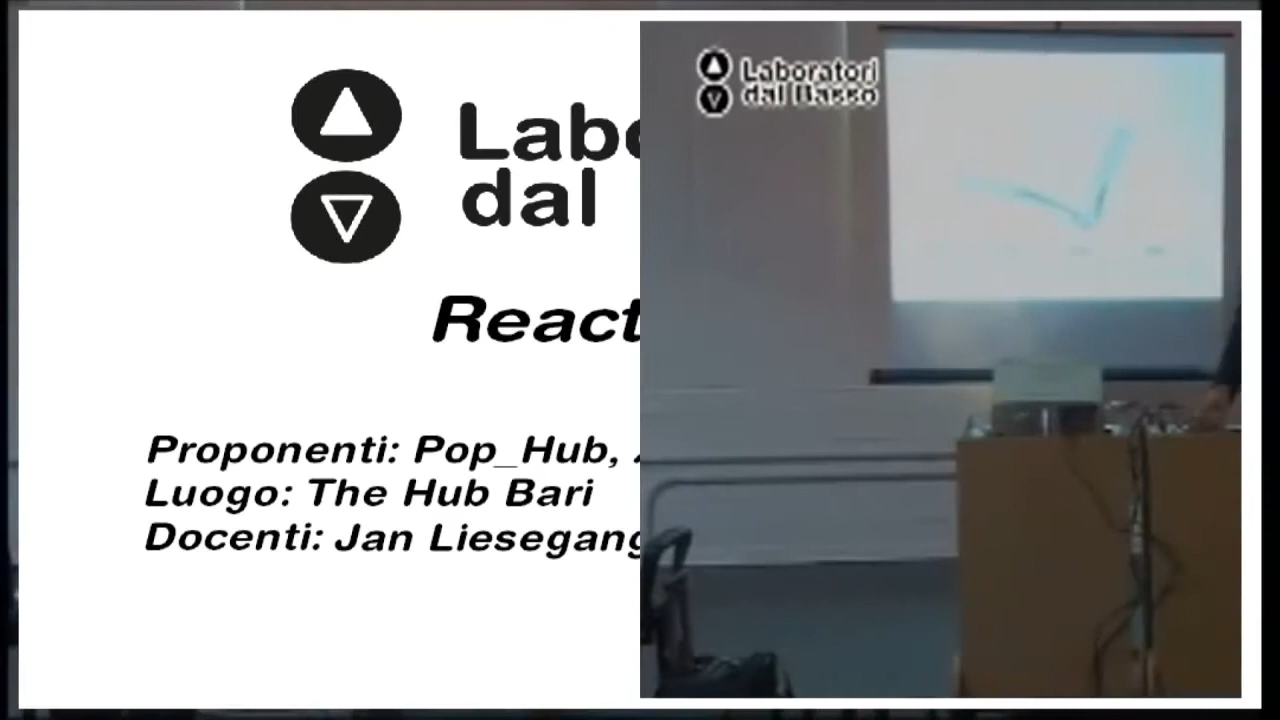 Labo
dal
React
Proponenti: Pop_Hub,
Luogo: The Hub Bari
Docenti: Jan Liesegang
Laboratori
dal Basso